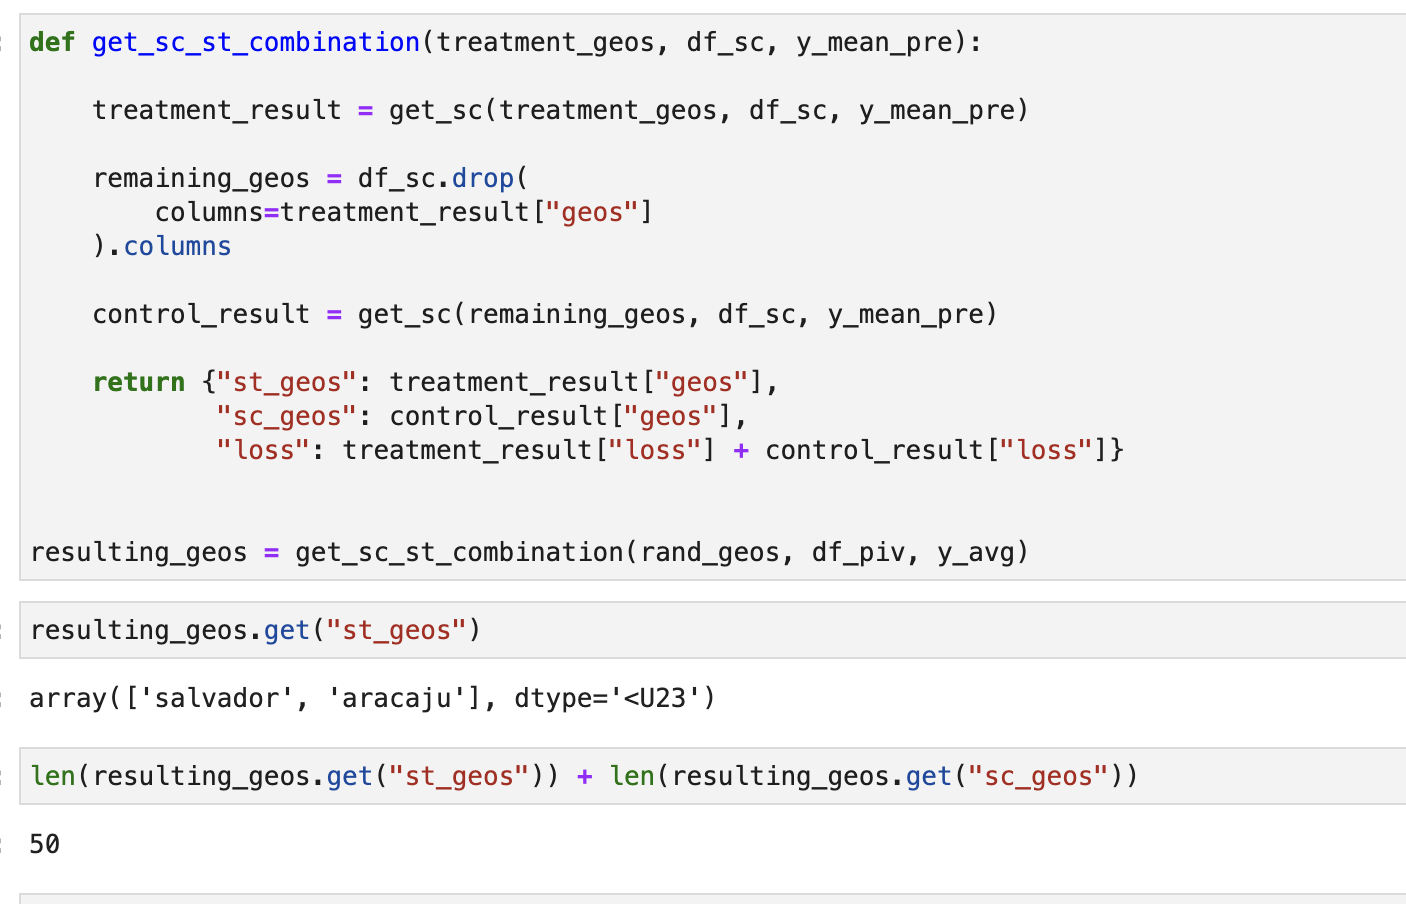 def get_sc_st_combination(treatment_geos, df_sc, y_mean_pre):
    treatment_result = get_sc(treatment_geos, df_sc, y_mean_pre)
    remaining_geos = df_sc.drop(
        columns=treatment_result["geos"]
    ).columns
    control_result = get_sc(remaining_geos, df_sc, y_mean_pre)
    return {"st_geos": treatment_result["geos"],
            "sc_geos": control_result["geos"],
            "loss": treatment_result["loss"] + control_result["loss"]}
resulting_geos = get_sc_st_combination(rand_geos, df_piv, y_avg)
resulting_geos.get("st_geos")
array(['salvador', 'aracaju'], dtype='<U23')
len(resulting_geos.get("st_geos")) + len(resulting_geos.get("sc_geos"))
50